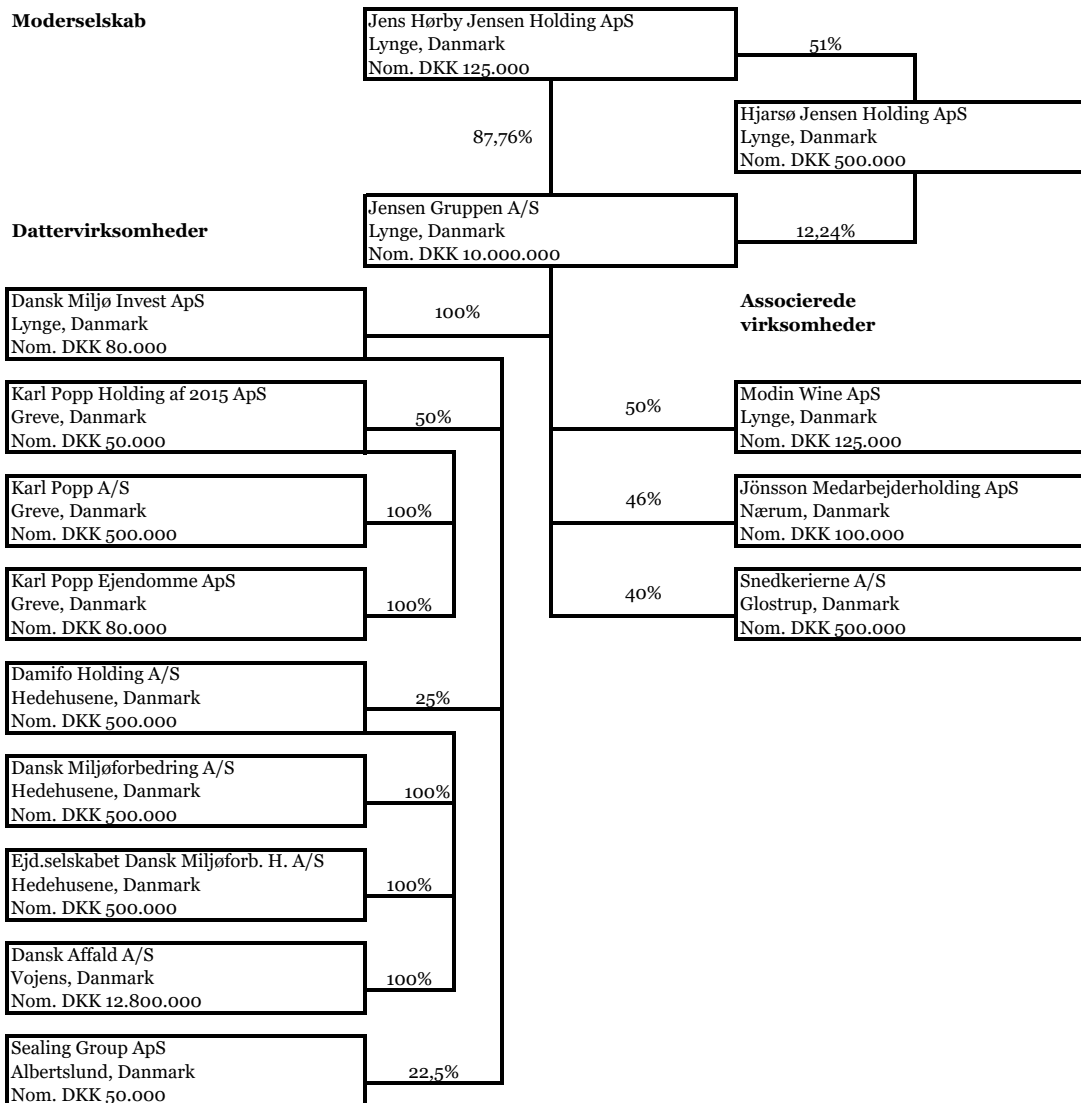 Moderselskab
Jens Hørby Jensen Holding ApS
Lynge, Danmark
Nom. DKK 125.000
51%
Hjarsø Jensen Holding ApS
Lynge, Danmark
Nom. DKK 500.000
87,76%
Jensen Gruppen A/S
Lynge, Danmark
Nom. DKK 10.000.000
12,24%
Dattervirksomheder
Dansk Miljø Invest ApS
Lynge, Danmark
Nom. DKK 80.000
100%
Associerede
virksomheder
Karl Popp Holding af 2015 ApS
Greve, Danmark
Nom. DKK 50.000
50%
50%
Modin Wine ApS
Lynge, Danmark
Nom. DKK 125.000
Karl Popp A/S
Greve, Danmark
Nom. DKK 500.000
100%
46%
Jönsson Medarbejderholding ApS
Nærum, Danmark
Nom. DKK 100.000
Karl Popp Ejendomme ApS
Greve, Danmark
Nom. DKK 80.000
100%
40%
Snedkerierne A/S
Glostrup, Danmark
Nom. DKK 500.000
Damifo Holding A/S
Hedehusene, Danmark
Nom. DKK 500.000
25%
Dansk Miljøforbedring A/S
Hedehusene, Danmark
Nom. DKK 500.000
100%
Ejd.selskabet Dansk Miljøforb. H. A/S
Hedehusene, Danmark
Nom. DKK 500.000
100%
Dansk Affald A/S
Vojens, Danmark
Nom. DKK 12.800.000
100%
Sealing Group ApS
Albertslund, Danmark
Nom. DKK 50.000
22,5%